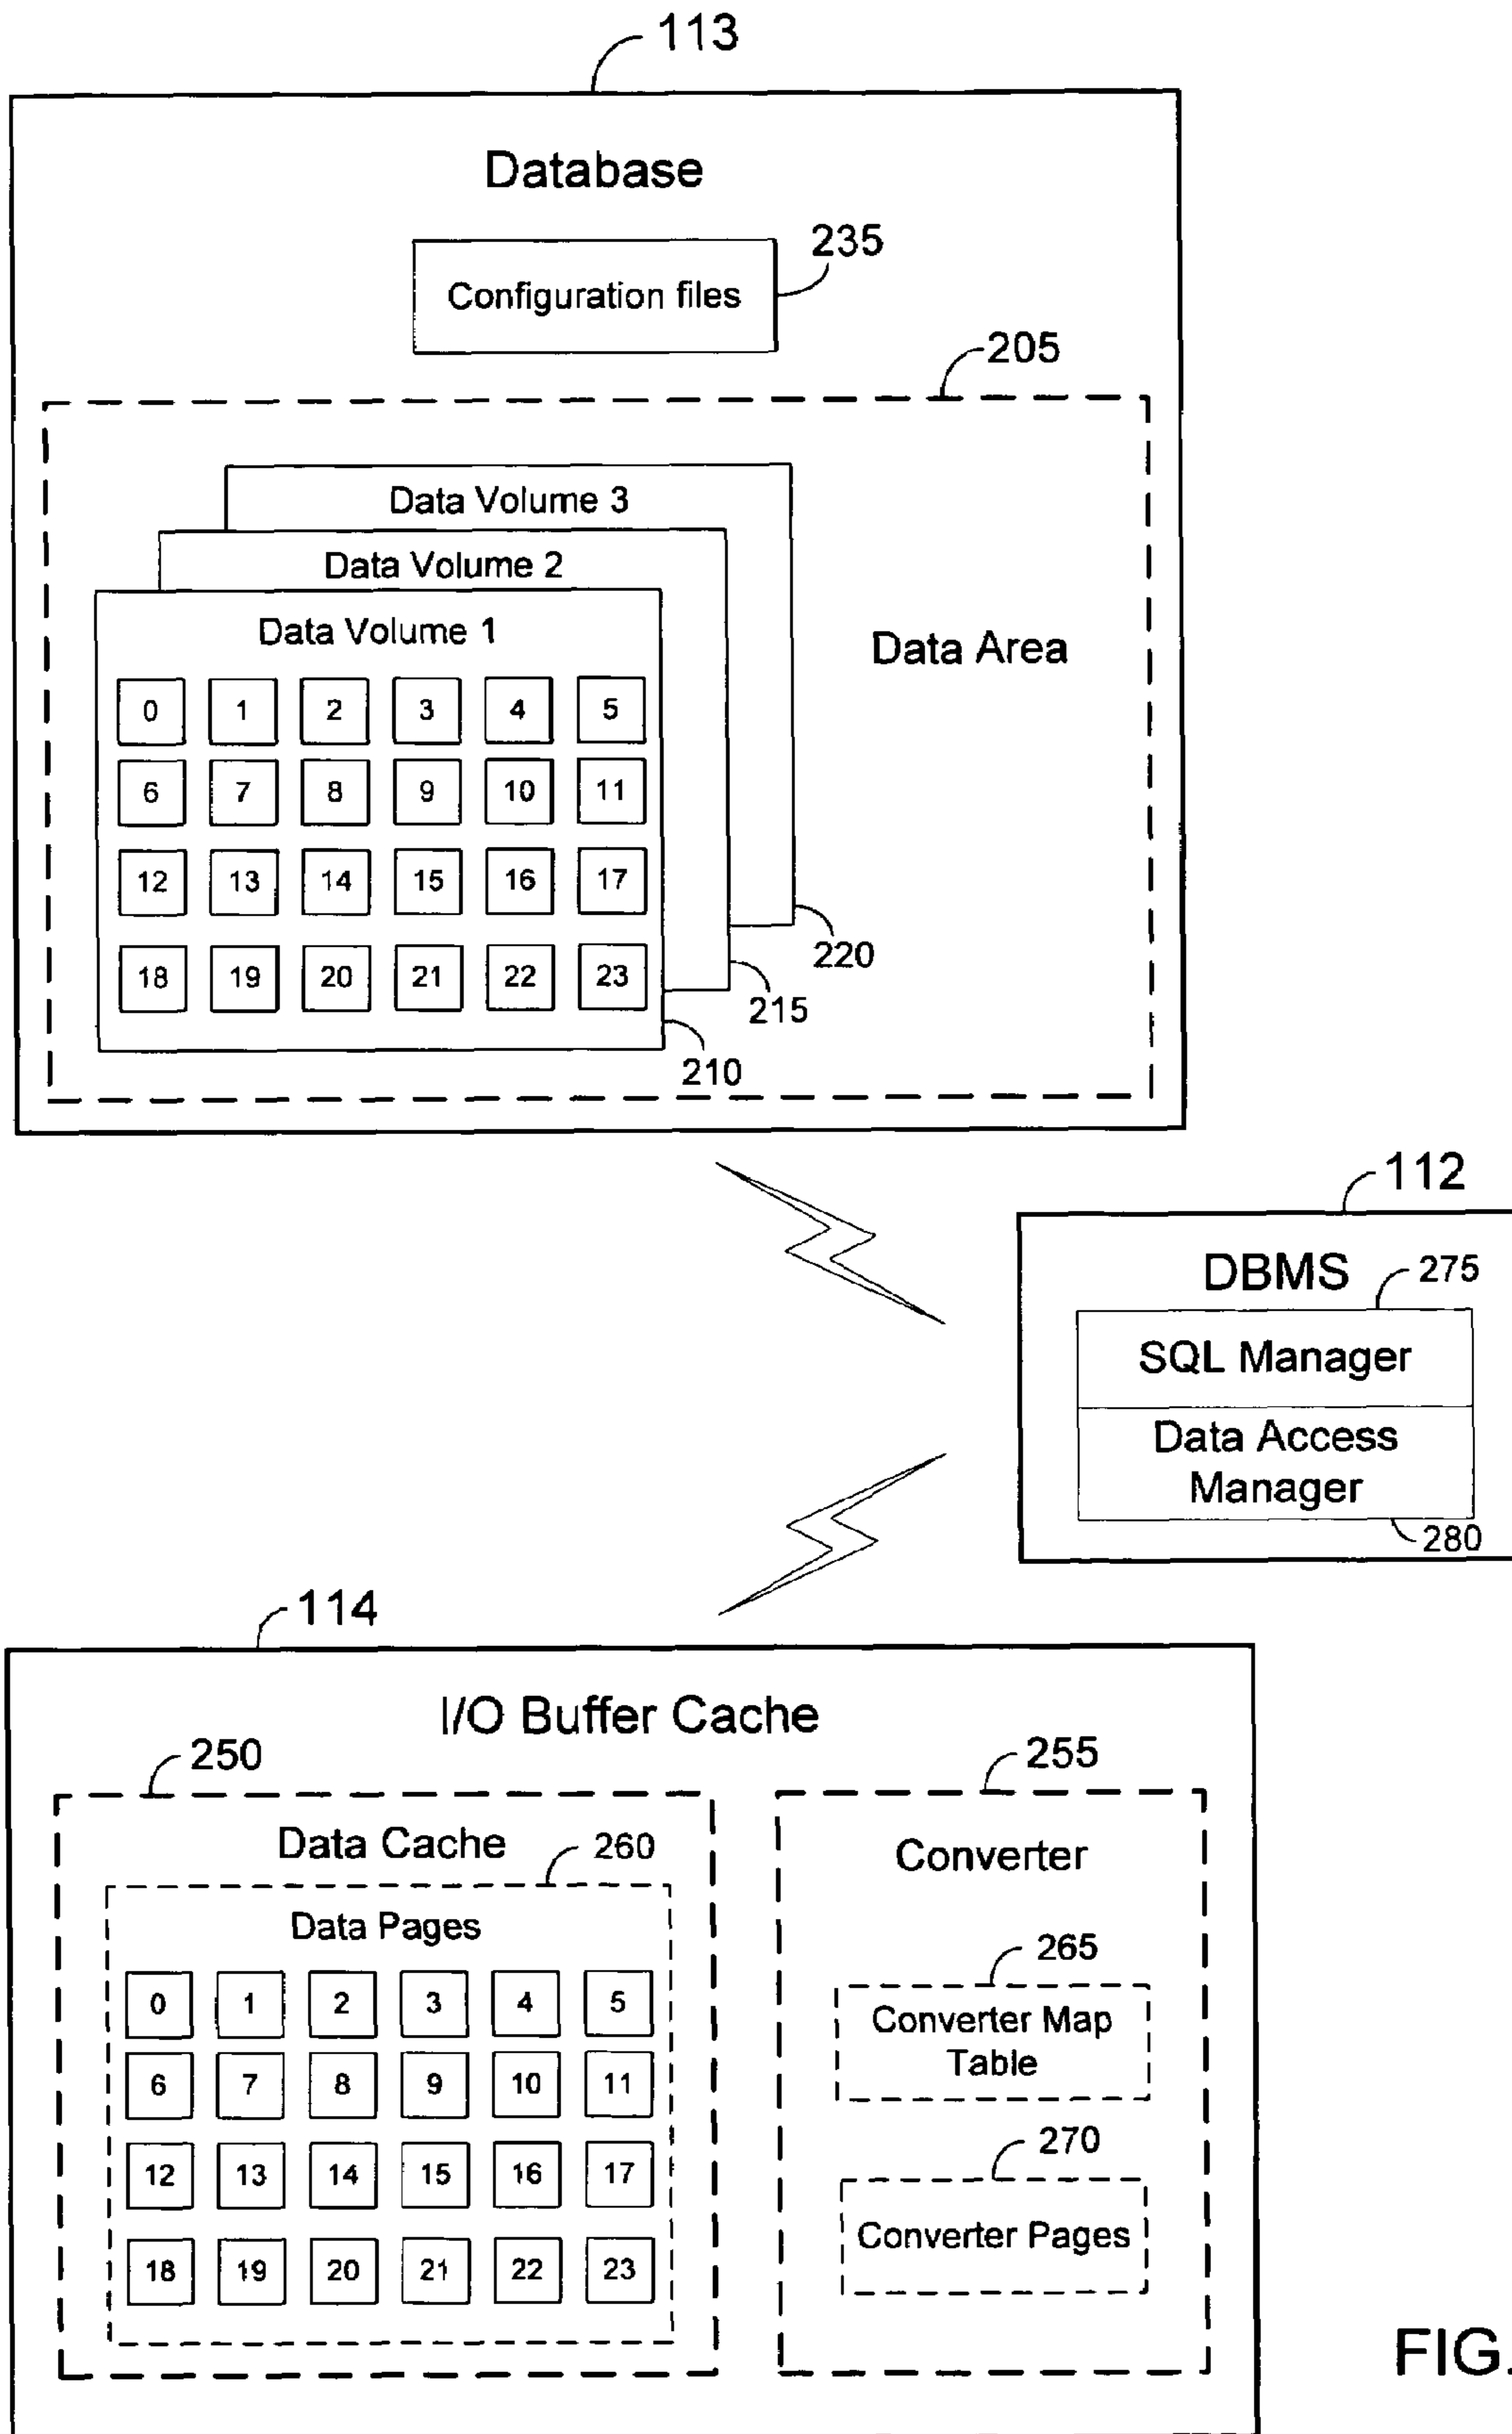 113
Database
235
Configuration files
205
Data Volume 3
Data Volume 2
Data Volume 1
Data Area
0 1 2 3 4 5
6 7 8 9 10 11
12 13 14 15 16 17
18 19 20 21 22 23
220
215
210
112
DBMS
275
SQL Manager
Data Access
Manager
280
114
I/O Buffer Cache
250
255
Data Cache
260
Converter
Data Pages
265
0 1 2 3 4 5
6 7 8 9 10 11
12 13 14 15 16 17
18 19 20 21 22 23
Converter Map
Table
270
Converter Pages
FIG.